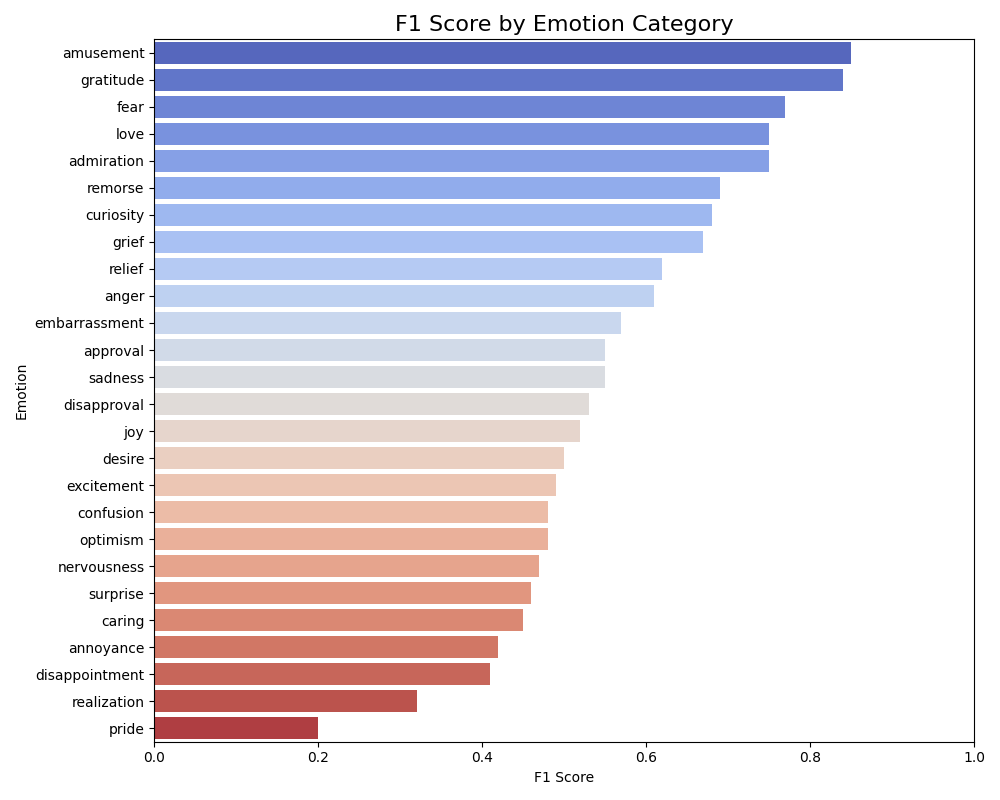 F1 Score by Emotion Category
amusement
gratitude
fear
love
admiration
remorse
curiosity
grief
relief
anger
embarrassment
approval
sadness
disapproval
joy
desire
excitement
confusion
optimism
nervousness
surprise
caring
annoyance
disappointment
realization
pride
Emotion
0.0 0.2 0.4 0.6 0.8 1.0
F1 Score